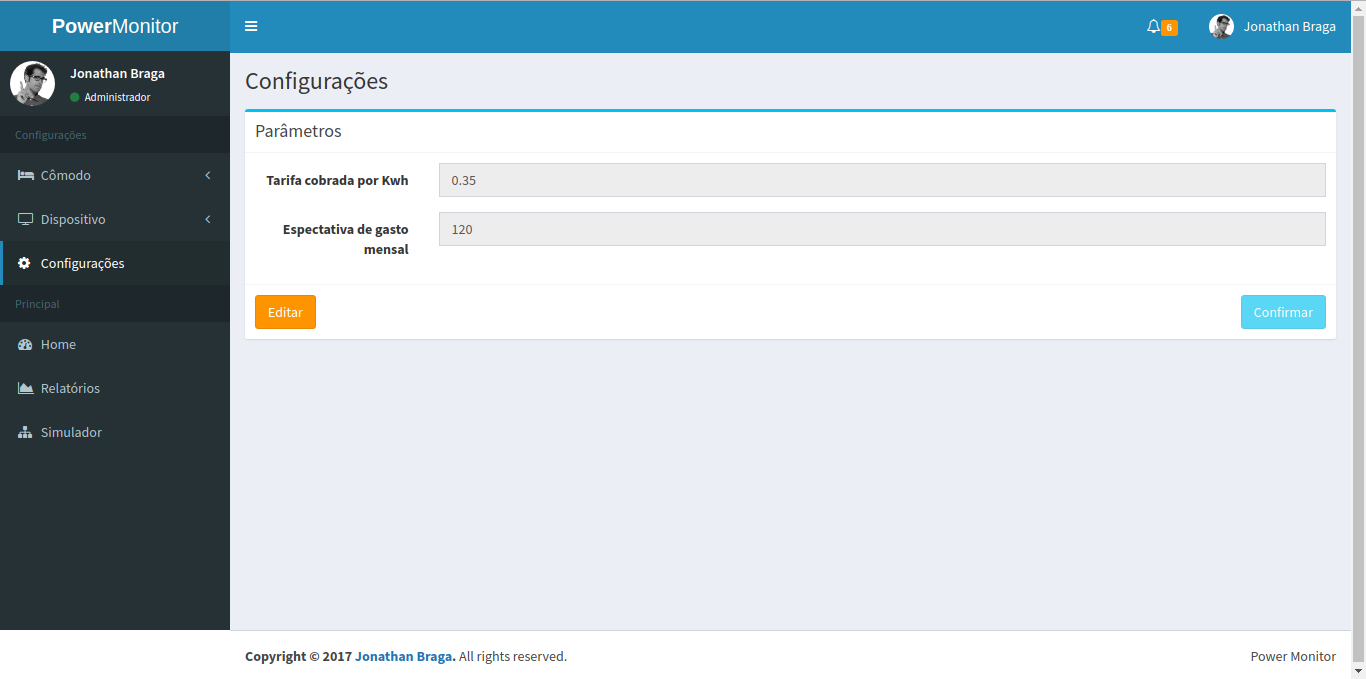 PowerMonitor
6
Jonathan Braga
Jonathan Braga
Administrador
Configurações
Cômodo
Dispositivo
Configurações
Principal
Home
Relatórios
Simulador
Configurações
Parâmetros
Tarifa cobrada por Kwh
0.35
Espectativa de gasto
mensal
120
Editar
Confirmar
Copyright © 2017 Jonathan Braga. All rights reserved.
Power Monitor